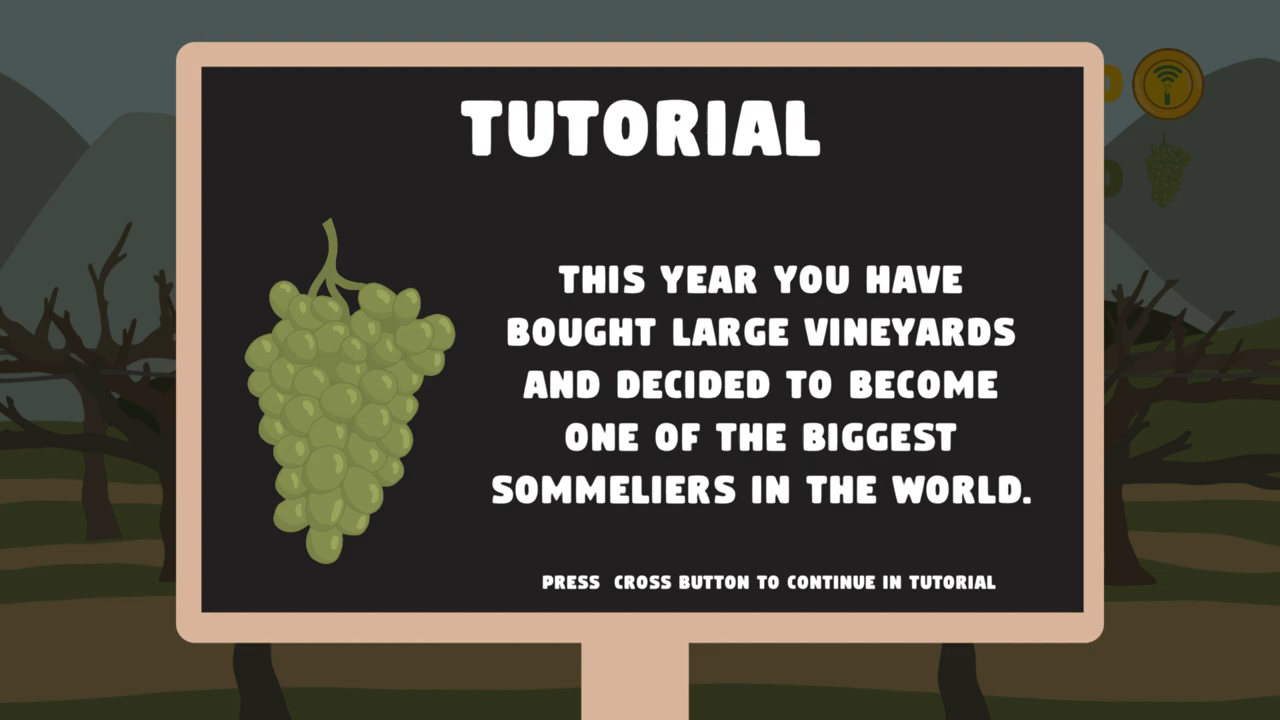 TUTORIAL
THIS YEAR YOU HAVE
BOUGHT LARGE VINEYARDS
AND DECIDED TO BECOME
ONE OF THE BIGGEST
SOMMELIERS IN THE WORLD.
PRESS CROSS BUTTON TO CONTINUE IN TUTORIAL